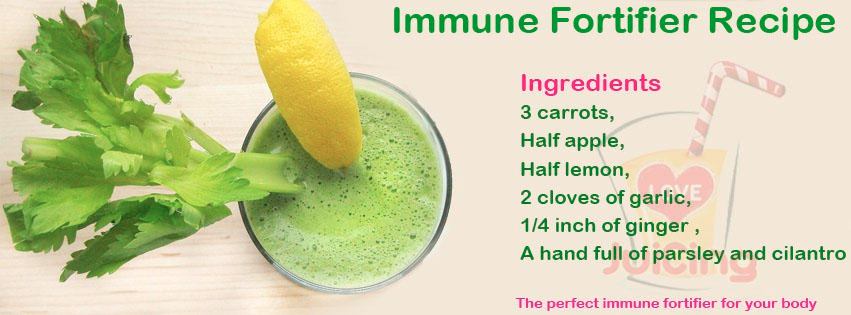 Immune Fortifier Recipe
Ingredients
3 carrots,
Half apple,
Half lemon,
2 cloves of garlic,
1/4 inch of ginger ,
A hand full of parsley and cilantro
LOVE
Juicing
The perfect immune fortifier for your body